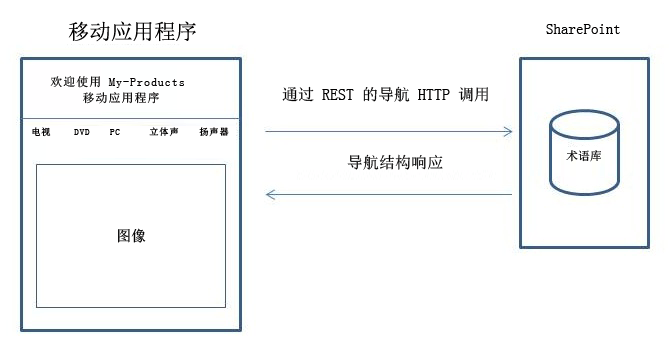 移动应用程序
SharePoint
欢迎使用 My-Products
移动应用程序
电视 DVD PC 立体声 扬声器
通过 REST 的导航 HTTP 调用
导航结构响应
术语库
图像